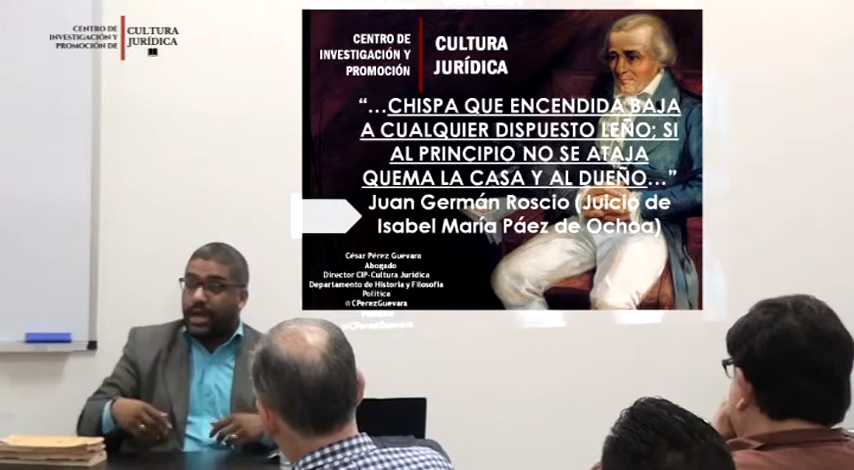 CENTRO DE
INVESTIGACIÓN Y
PROMOCIÓN DE
CULTURA
JURÍDICA
CENTRO DE
INVESTIGACIÓN Y
PROMOCIÓN
CULTURA
JURÍDICA
“…CHISPA QUE ENCENDIDA BAJA
A CUALQUIER DISPUESTO LEÑO; SI
AL PRINCIPIO NO SE ATAJA
QUEMA LA CASA Y AL DUEÑO…”
Juan Germán Roscio (Juicio de
Isabel María Páez de Ochoa)
César Pérez Guevara
Abogado
Director CIP-Cultura Jurídica
Departamento de Historia y Filosofía
Política
@CPerezGuevara
Política
@CPerezGuevara